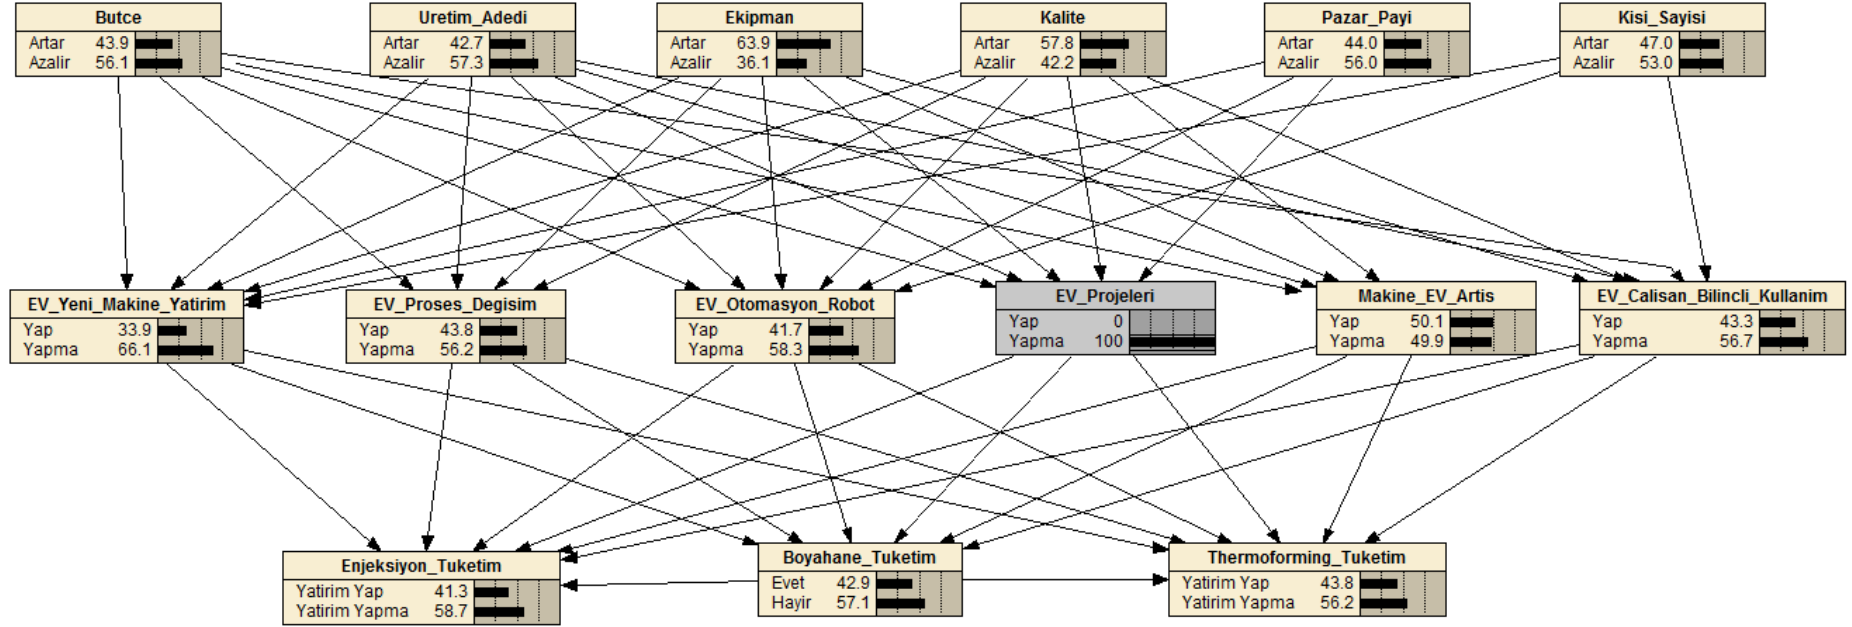 Butce
Artar 43.9
Azalir 56.1
Uretim_Adedi
Artar 42.7
Azalir 57.3
Ekipman
Artar 63.9
Azalir 36.1
Kalite
Artar 57.8
Azalir 42.2
Pazar_Payi
Artar 44.0
Azalir 56.0
Kisi_Sayisi
Artar 47.0
Azalir 53.0
EV_Yeni_Makine_Yatirim
Yap 33.9
Yapma 66.1
EV_Proses_Degisim
Yap 43.8
Yapma 56.2
EV_Otomasyon_Robot
Yap 41.7
Yapma 58.3
EV_Projeleri
Yap 0
Yapma 100
Makine_EV_Artis
Yap 50.1
Yapma 49.9
EV_Calisan_Bilincli_Kullanim
Yap 43.3
Yapma 56.7
Enjeksiyon_Tuketim
Yatirim Yap 41.3
Yatirim Yapma 58.7
Boyahane_Tuketim
Evet 42.9
Hayir 57.1
Thermoforming_Tuketim
Yatirim Yap 43.8
Yatirim Yapma 56.2